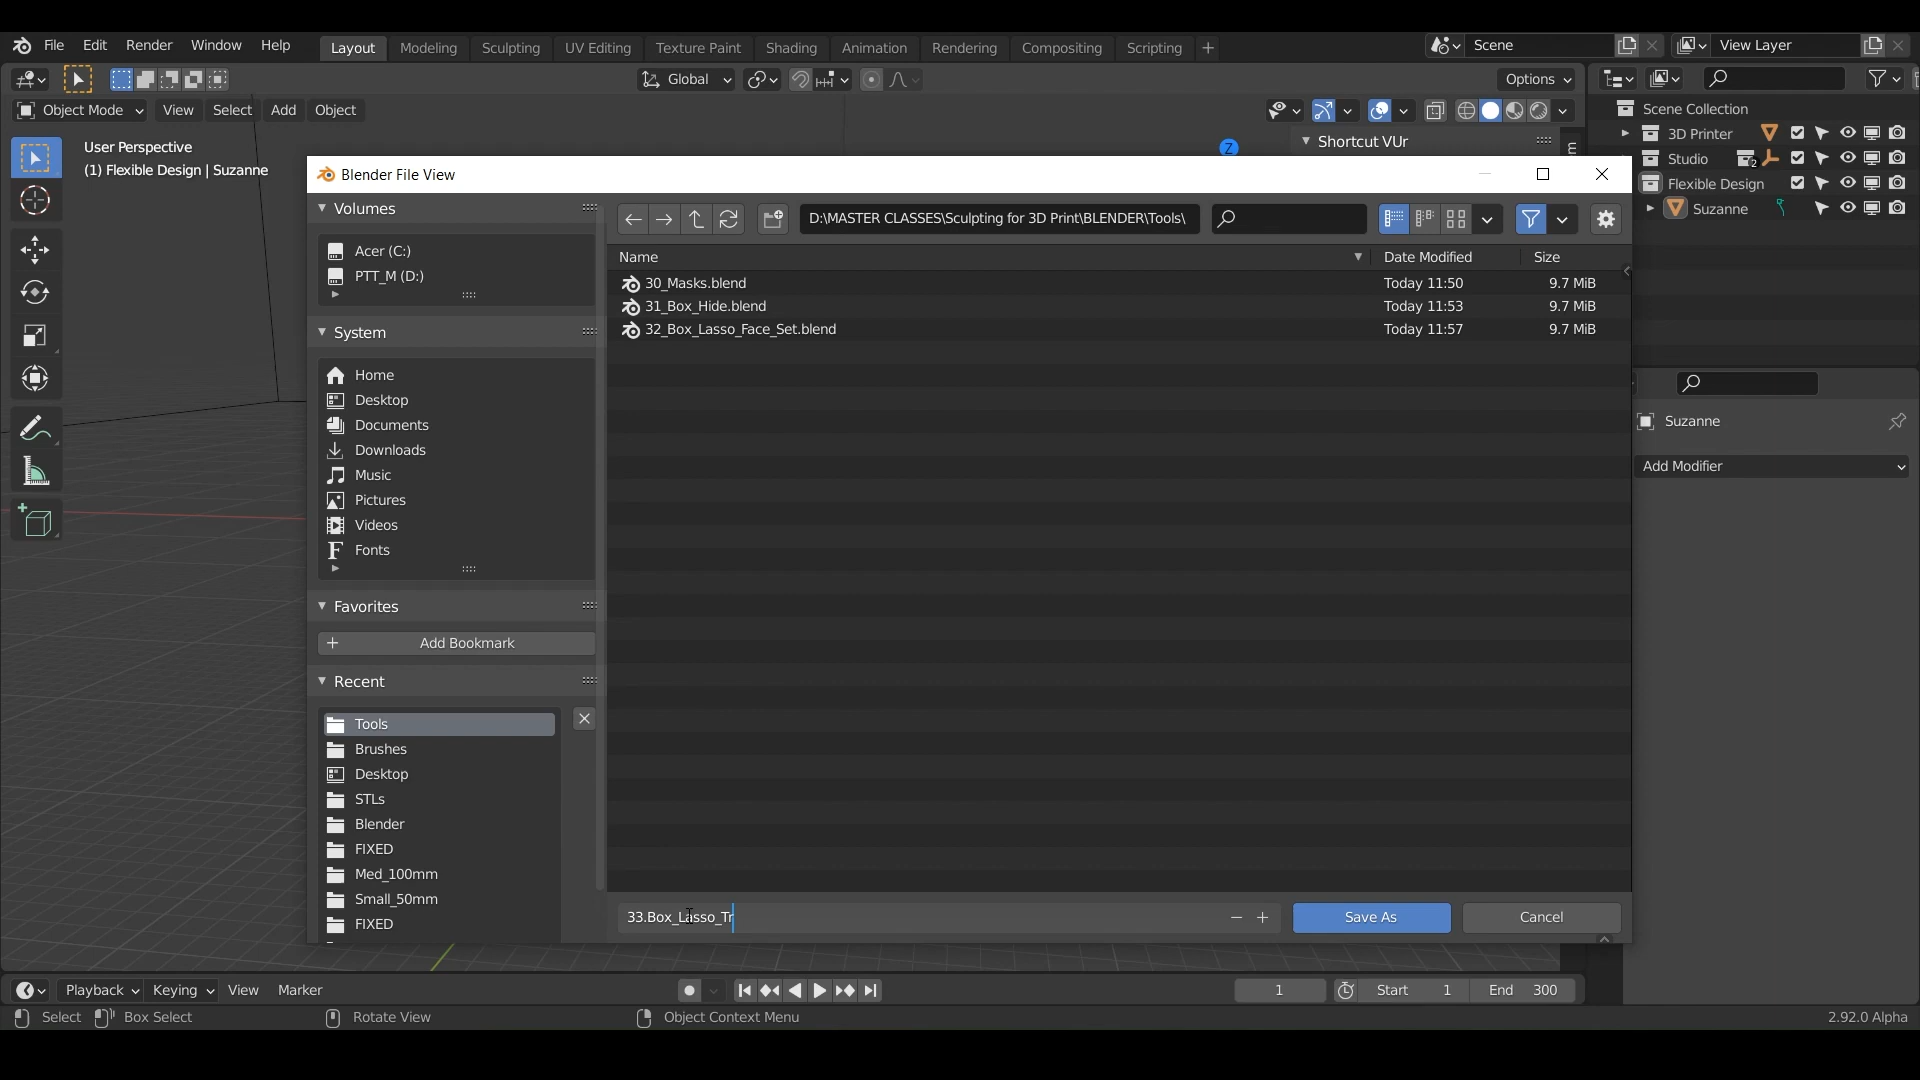 File Edit Render Window Help Layout Modeling Sculpting UV Editing Texture Paint Shading Animation Rendering Compositing Scripting + Scene View Layer
Global Options
Object Mode View Select Add Object
User Perspective
(1) Flexible Design | Suzanne
Z
Shortcut VUr
Scene Collection
3D Printer
Studio 2
Flexible Design
Suzanne
Blender File View
Volumes
Acer (C:)
PTT_M (D:)
System
Home
Desktop
Documents
Downloads
Music
Pictures
Videos
Fonts
Favorites
Add Bookmark
Recent
Tools
Brushes
Desktop
STLs
Blender
FIXED
Med_100mm
Small_50mm
FIXED
D:\MASTER CLASSES\Sculpting for 3D Print\BLENDER\Tools\
Name Date Modified Size
30_Masks.blend Today 11:50 9.7 MiB
31_Box_Hide.blend Today 11:53 9.7 MiB
32_Box_Lasso_Face_Set.blend Today 11:57 9.7 MiB
33.Box_Lasso_Tr
Save As Cancel
Suzanne
Add Modifier
Playback Keying View Marker 1 Start 1 End 300
Select Box Select Rotate View Object Context Menu 2.92.0 Alpha